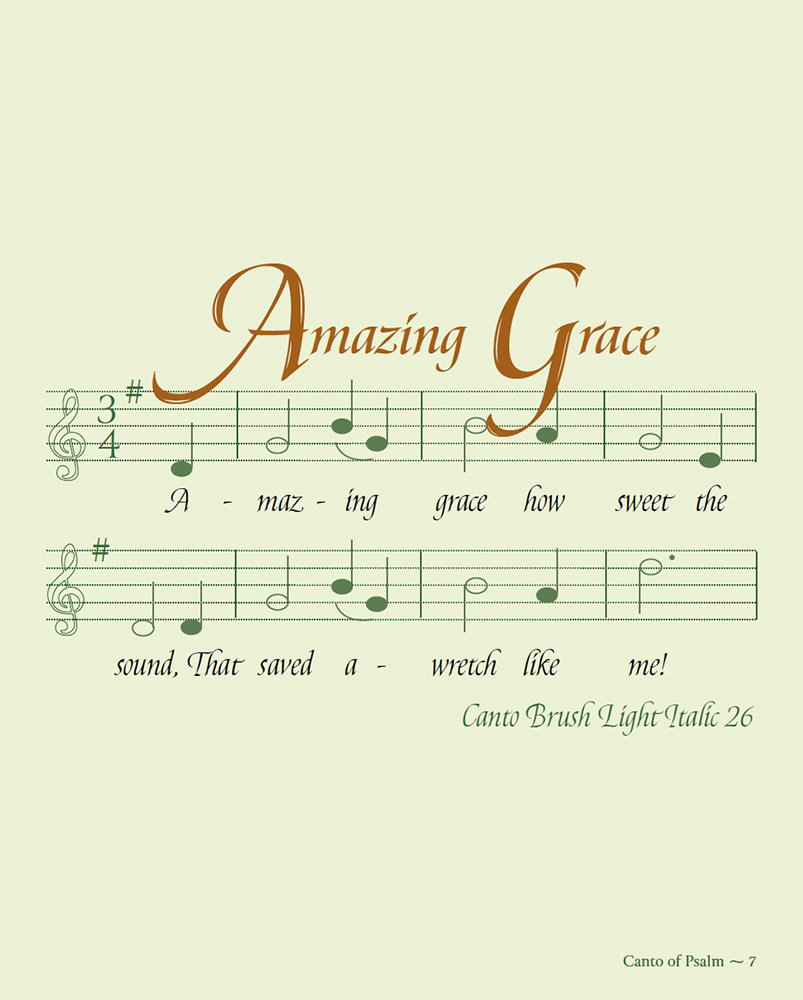 Amazing Grace
3
4
A - maz - ing grace how sweet the
sound, That saved a - wretch like me!
Canto Brush Light Italic 26
Canto of Psalm ~ 7